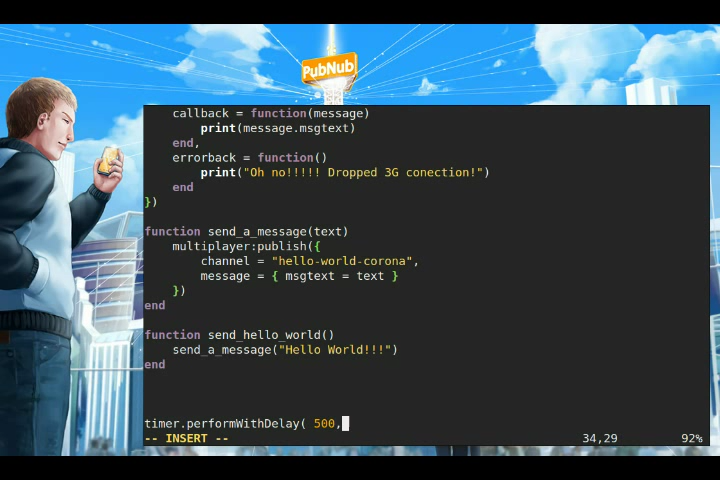 PubNub
callback = function(message)
print(message.msgtext)
end,
errorback = function()
print("Oh no!!!!! Dropped 3G conection!")
end
})
function send_a_message(text)
multiplayer:publish({
channel = "hello-world-corona",
message = { msgtext = text }
})
end
function send_hello_world()
send_a_message("Hello World!!!")
end
timer.performWithDelay( 500,
-- INSERT -- 34,29 92%